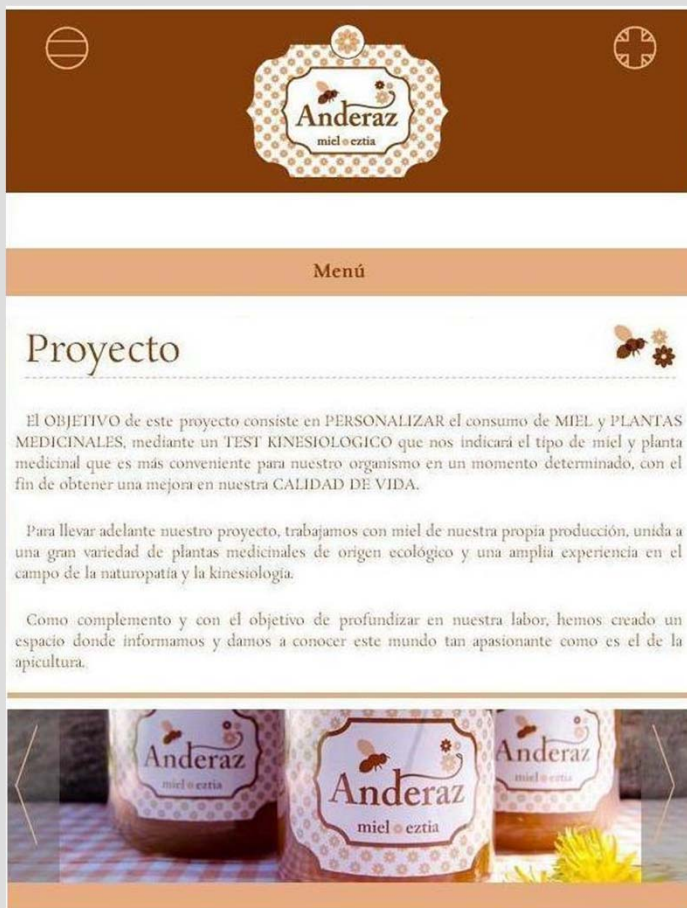 Anderaz
miel eztia
Menú
Proyecto
El OBJETIVO de este proyecto consiste en PERSONALIZAR el consumo de MIEL y PLANTAS
MEDICINALES, mediante un TEST KINESIOLOGICO que nos indicará el tipo de miel y planta
medicinal que es más conveniente para nuestro organismo en un momento determinado, con el
fin de obtener una mejora en nuestra CALIDAD DE VIDA.
Para llevar adelante nuestro proyecto, trabajamos con miel de nuestra propia producción, unida a
una gran variedad de plantas medicinales de origen ecológico y una amplia experiencia en el
campo de la naturopatía y la kinesiología.
Como complemento y con el objetivo de profundizar en nuestra labor, hemos creado un
espacio donde informamos y damos a conocer este mundo tan apasionante como es el de la
apicultura.
Anderaz
miel eztia
Anderaz
miel eztia
Anderaz
miel eztia